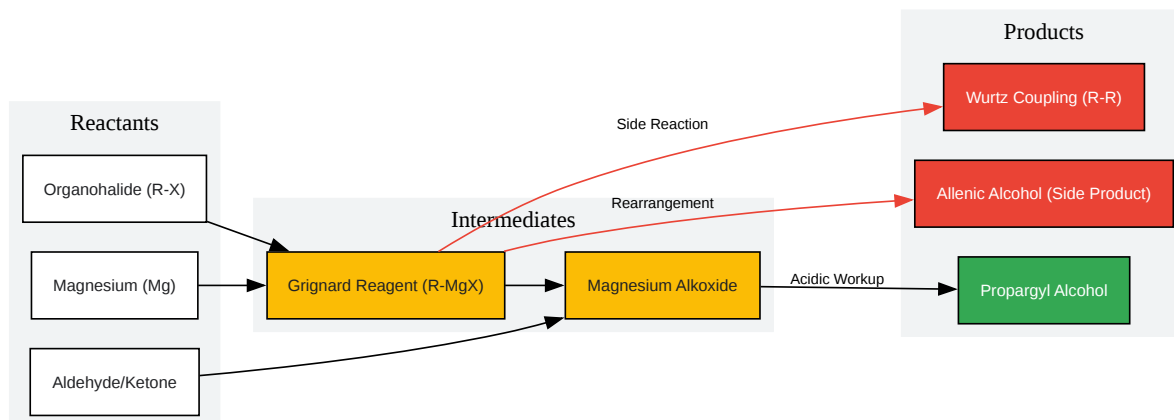 Products
Wurtz Coupling (R-R)
Side Reaction
Reactants
Organohalide (R-X)
Allenic Alcohol (Side Product)
Rearrangement
Intermediates
Magnesium (Mg)
Grignard Reagent (R-MgX)
Magnesium Alkoxide
Acidic Workup
Propargyl Alcohol
Aldehyde/Ketone